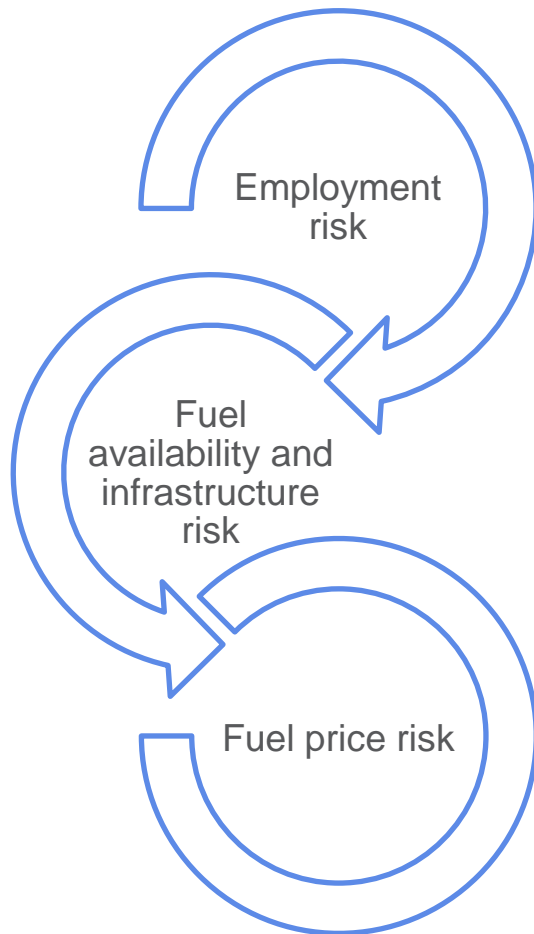 Employment
risk
Fuel
availability and
infrastructure
risk
Fuel price risk